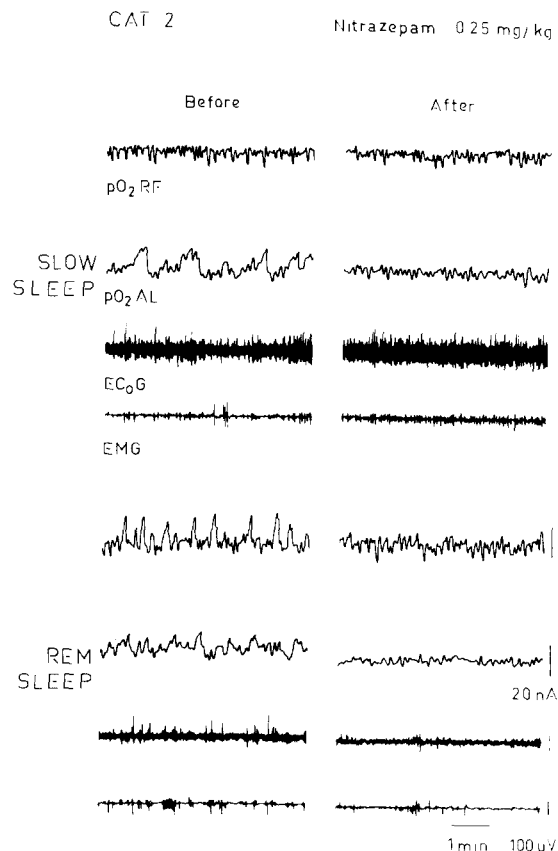 CAT 2
Nitrazepam 0.25 mg/kg
Before
After
pO₂ RF
SLOW
SLEEP
pO₂ AL
ECoG
EMG
REM
SLEEP
20 nA
1 min 100 µV